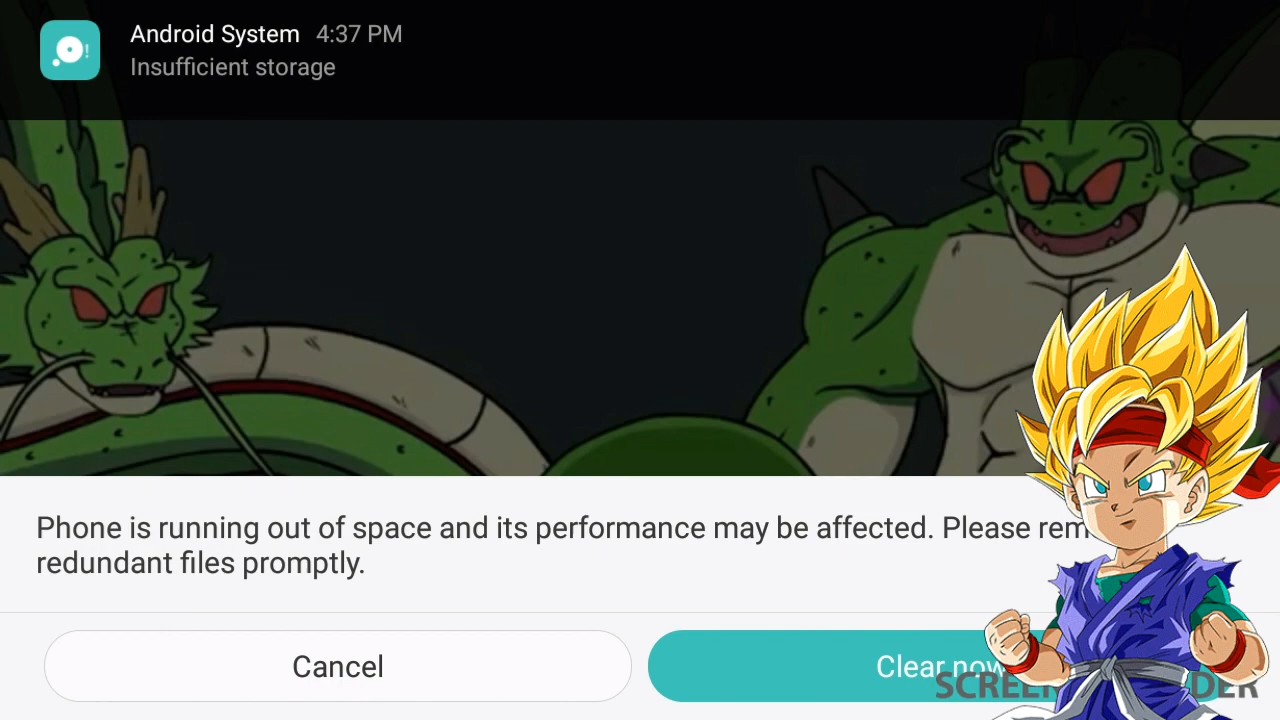 Android System 4:37 PM
Insufficient storage
Phone is running out of space and its performance may be affected. Please rem
redundant files promptly.
Cancel
Clear now